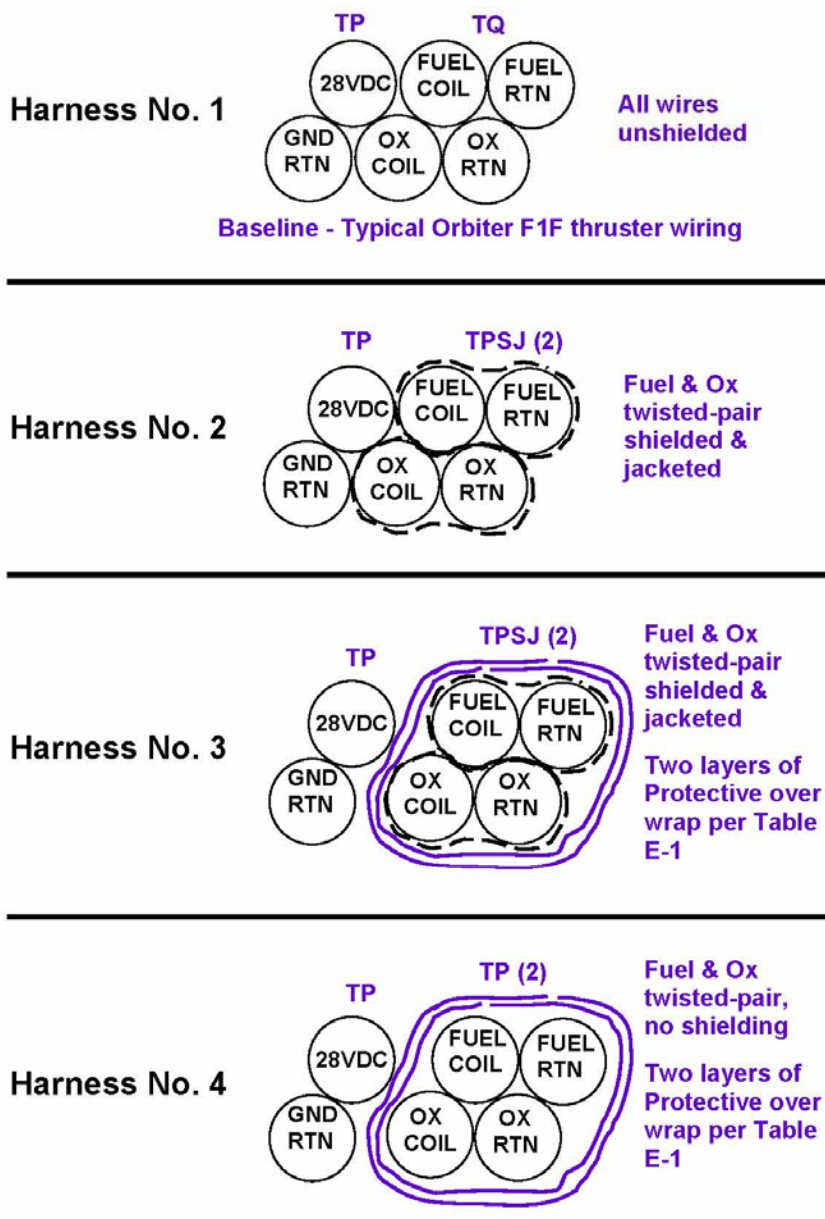 TP TQ
28VDC
FUEL
COIL
FUEL
RTN
Harness No. 1
GND
RTN
OX
COIL
OX
RTN
All wires
unshielded
Baseline - Typical Orbiter F1F thruster wiring
TP TPSJ (2)
28VDC
FUEL
COIL
FUEL
RTN
Harness No. 2
GND
RTN
OX
COIL
OX
RTN
Fuel & Ox
twisted-pair
shielded &
jacketed
TPSJ (2)
TP
28VDC
FUEL
COIL
FUEL
RTN
Harness No. 3
GND
RTN
OX
COIL
OX
RTN
Fuel & Ox
twisted-pair
shielded &
jacketed
Two layers of
Protective over
wrap per Table
E-1
TP (2)
TP
28VDC
FUEL
COIL
FUEL
RTN
Harness No. 4
GND
RTN
OX
COIL
OX
RTN
Fuel & Ox
twisted-pair,
no shielding
Two layers of
Protective over
wrap per Table
E-1